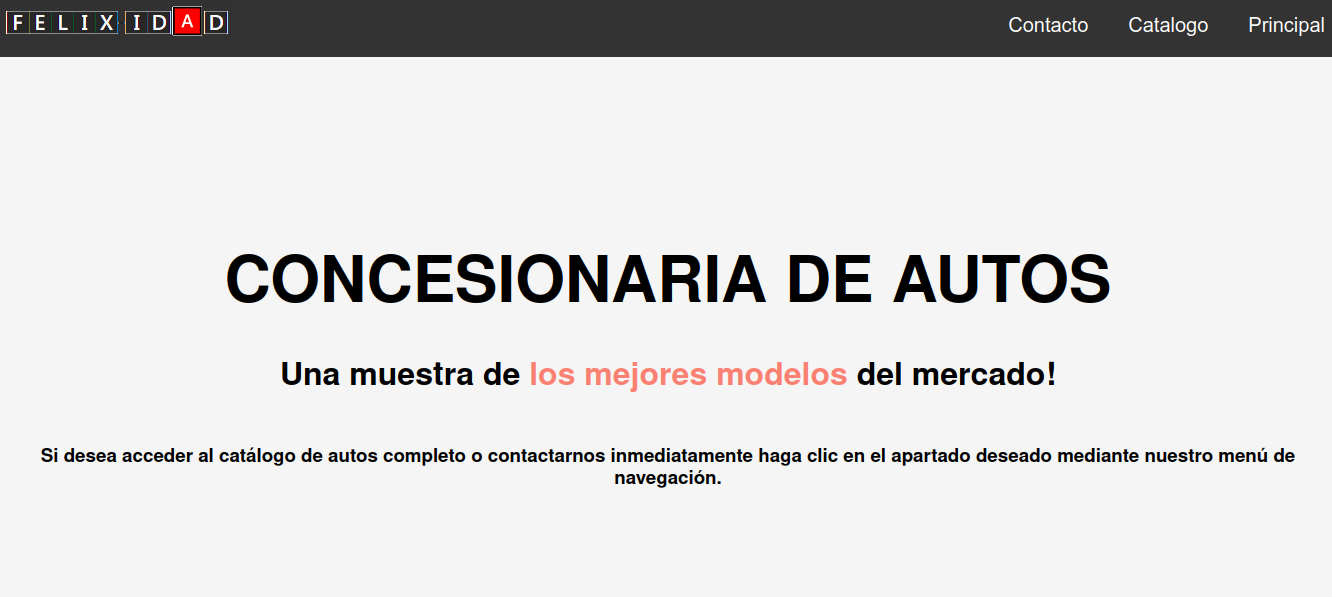 FELIX-IDAD
Contacto Catalogo Principal
CONCESIONARIA DE AUTOS
Una muestra de los mejores modelos del mercado!
Si desea acceder al catálogo de autos completo o contactarnos inmediatamente haga clic en el apartado deseado mediante nuestro menú de
navegación.